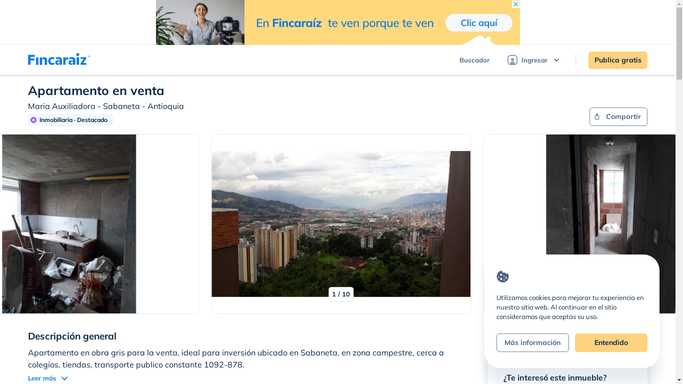 En Fincaraíz te ven porque te ven
Clic aquí
Fincaraiz
Buscador
Ingresar
Publica gratis
Apartamento en venta
Maria Auxiliadora - Sabaneta - Antioquia
Inmobiliaria · Destacado
Compartir
1 / 10
Utilizamos cookies para mejorar tu experiencia en
nuestro sitio web. Al continuar en el sitio
consideramos que aceptas su uso.
Más información
Entendido
Descripción general
Apartamento en obra gris para la venta, ideal para inversión ubicado en Sabaneta, en zona campestre, cerca a
colegios, tiendas, transporte publico constante 1092-878.
Leer más
¿Te interesó este inmueble?